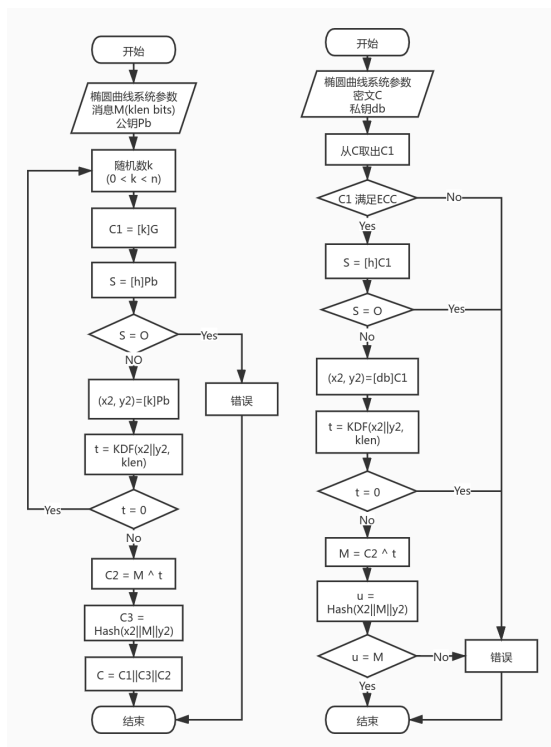 开始
椭圆曲线系统参数
消息M(klen bits)
公钥Pb
随机数k
(0 < k < n)
C1 = [k]G
S = [h]Pb
S = O
Yes
NO
错误
(x2, y2)=[k]Pb
t = KDF(x2||y2,
klen)
t = 0
Yes
No
C2 = M ^ t
C3 =
Hash(x2||M||y2)
C = C1||C3||C2
结束
开始
椭圆曲线系统参数
密文C
私钥db
从C取出C1
C1 满足ECC
No
Yes
S = [h]C1
S = O
Yes
No
(x2, y2)=[db]C1
t = KDF(x2||y2,
klen)
t = 0
Yes
No
M = C2 ^ t
u =
Hash(X2||M||y2)
u = M
No
错误
Yes
结束